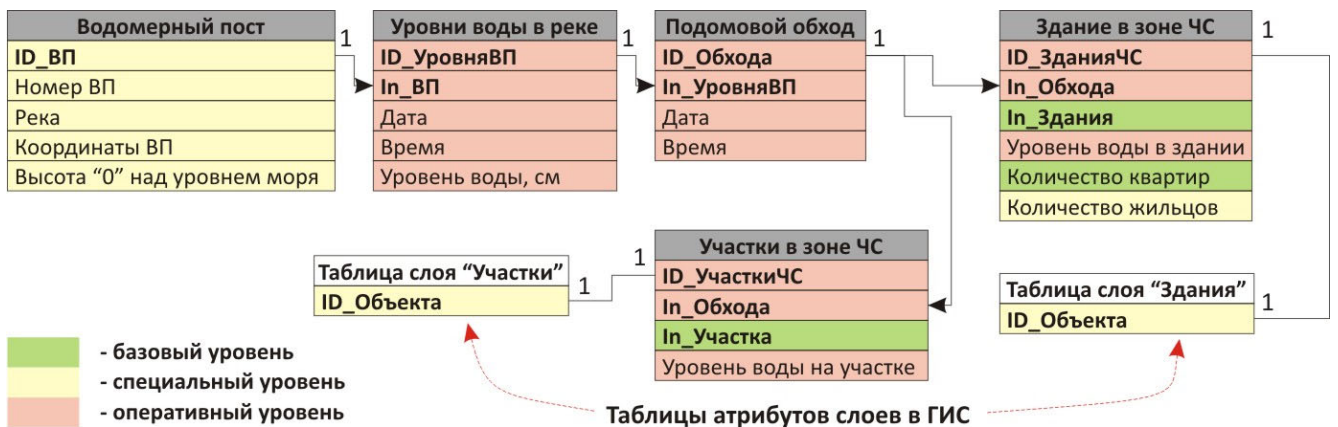 Водомерный пост
ID_ВП
Номер ВП
Река
Координаты ВП
Высота “0” над уровнем моря
1
Уровни воды в реке
ID_УровняВП
In_ВП
Дата
Время
Уровень воды, см
1
Подомовой обход
ID_Обхода
In_УровняВП
Дата
Время
1
Здание в зоне ЧС
ID_ЗданияЧС
In_Обхода
In_Здания
Уровень воды в здании
Количество квартир
Количество жильцов
1
Таблица слоя “Участки”
ID_Объекта
1
1
Участки в зоне ЧС
ID_УчасткиЧС
In_Обхода
In_Участка
Уровень воды на участке
Таблица слоя “Здания”
ID_Объекта
1
- базовый уровень
- специальный уровень
- оперативный уровень
Таблицы атрибутов слоев в ГИС